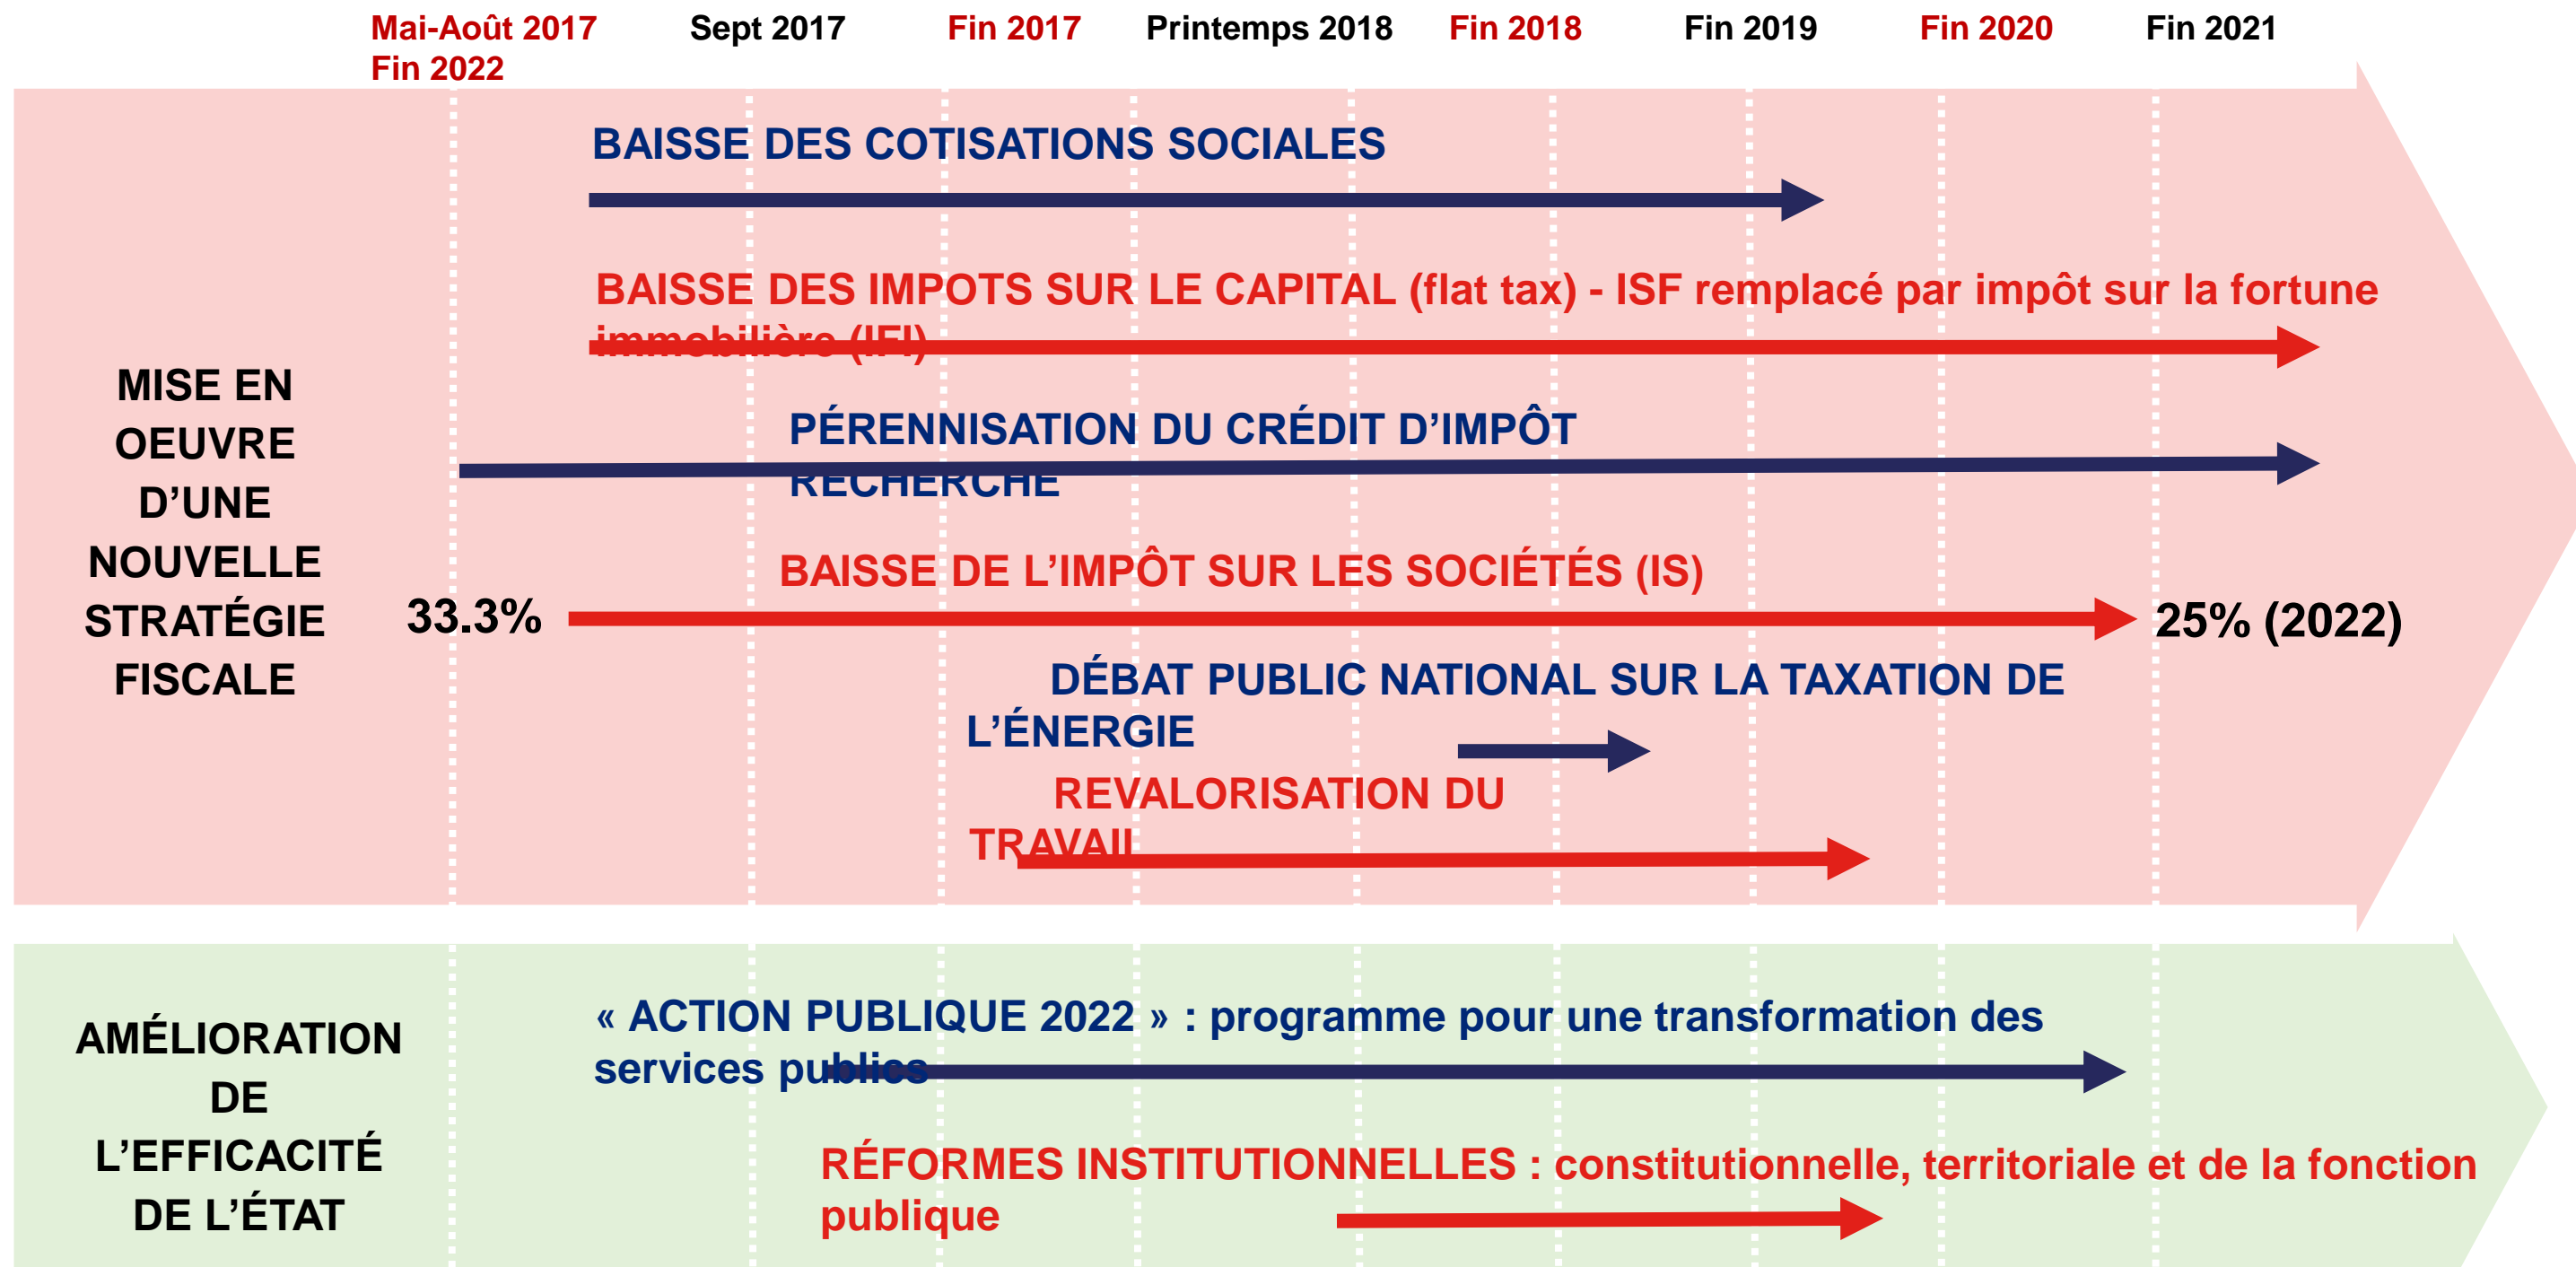 Mai-Août 2017 Sept 2017 Fin 2017 Printemps 2018 Fin 2018 Fin 2019 Fin 2020 Fin 2021
Fin 2022
BAISSE DES COTISATIONS SOCIALES
BAISSE DES IMPOTS SUR LE CAPITAL (flat tax) - ISF remplacé par impôt sur la fortune
immobilière (IFI)
PÉRENNISATION DU CRÉDIT D’IMPÔT
RECHERCHE
BAISSE DE L’IMPÔT SUR LES SOCIÉTÉS (IS)
33.3%
25% (2022)
DÉBAT PUBLIC NATIONAL SUR LA TAXATION DE
L’ÉNERGIE
REVALORISATION DU
TRAVAIL
MISE EN
OEUVRE
D’UNE
NOUVELLE
STRATÉGIE
FISCALE
« ACTION PUBLIQUE 2022 » : programme pour une transformation des
services publics
RÉFORMES INSTITUTIONNELLES : constitutionnelle, territoriale et de la fonction
publique
AMÉLIORATION
DE
L’EFFICACITÉ
DE L’ÉTAT